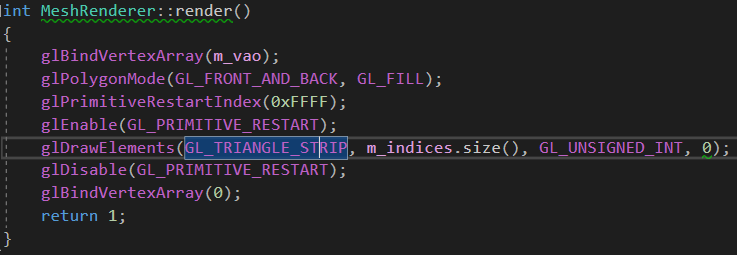 int MeshRenderer::render()
{
glBindVertexArray(m_vao);
glPolygonMode(GL_FRONT_AND_BACK, GL_FILL);
glPrimitiveRestartIndex(0xFFFF);
glEnable(GL_PRIMITIVE_RESTART);
glDrawElements(GL_TRIANGLE_STRIP, m_indices.size(), GL_UNSIGNED_INT, 0);
glDisable(GL_PRIMITIVE_RESTART);
glBindVertexArray(0);
return 1;
}